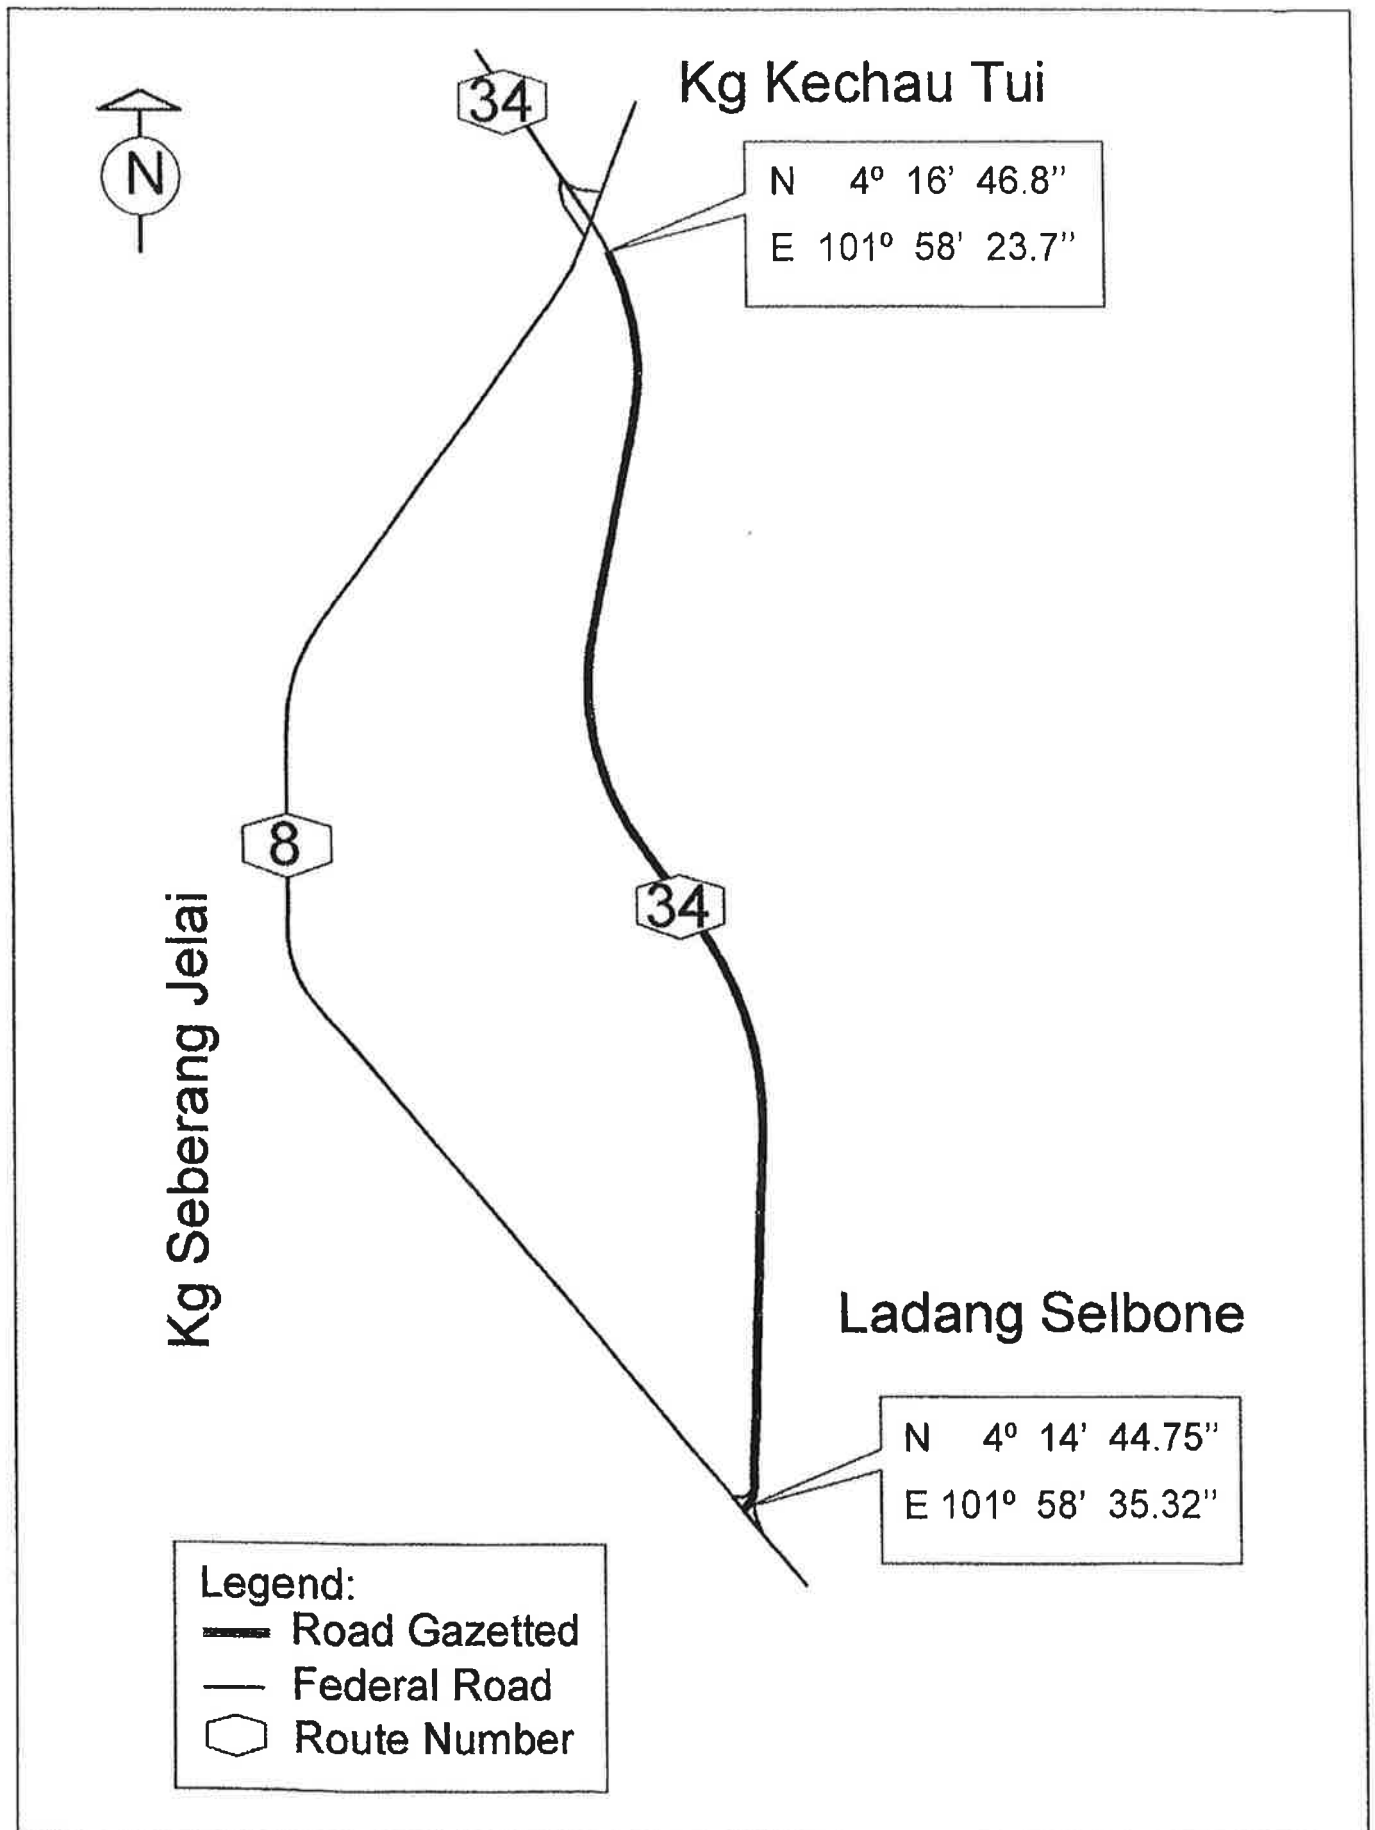 34
Kg Kechau Tui
N
N 4º 16’ 46.8”
E 101º 58’ 23.7”
8
34
Kg Seberang Jelai
Ladang Selbone
N 4º 14’ 44.75”
E 101º 58’ 35.32”
Legend:
Road Gazetted
Federal Road
Route Number